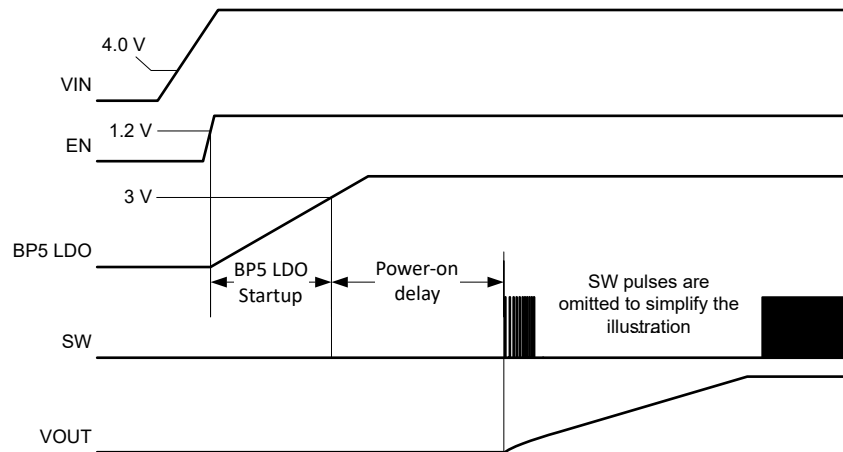 4.0 V
VIN
1.2 V
EN
3 V
BP5 LDO
BP5 LDO
Startup
Power-on
delay
SW pulses are
omitted to simplify the
illustration
SW
VOUT